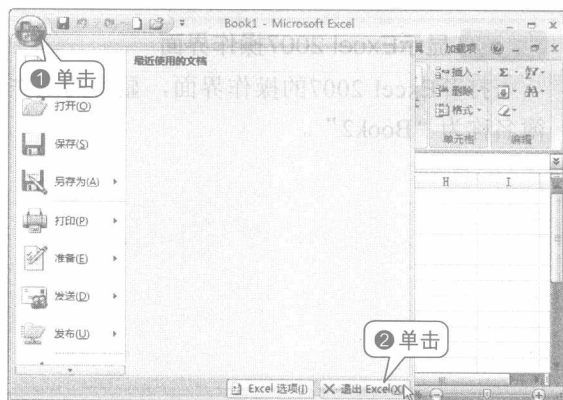 Book1 - Microsoft Excel
❶单击
最近使用的文档
打开(O)
保存(S)
另存为(A)
打印(P)
准备(E)
发送(D)
发布(U)
❷单击
Excel 选项(I)
退出 Excel(X)
加载项
插入
删除
格式
单元格
编辑
H I